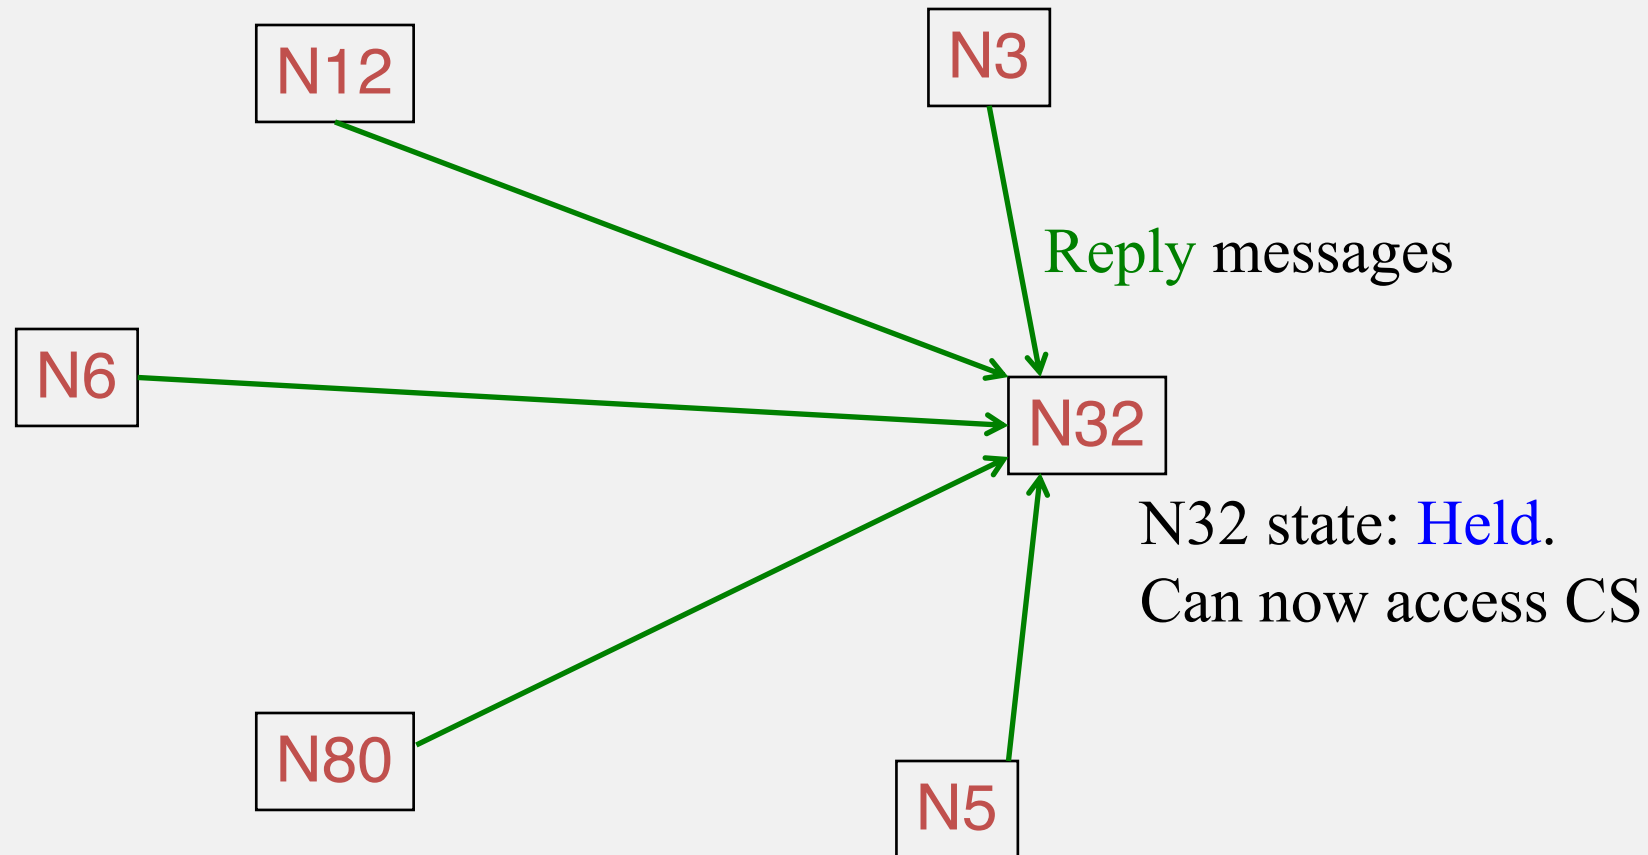 N12
N3
Reply messages
N6
N32
N32 state: Held.
Can now access CS
N80
N5